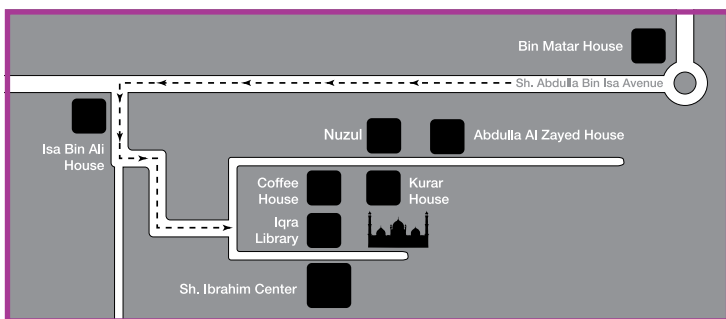 Bin Matar House
Sh. Abdulla Bin Isa Avenue
Isa Bin Ali
House
Nuzul
Abdulla Al Zayed House
Coffee
House
Kurar
House
Iqra
Library
Sh. Ibrahim Center